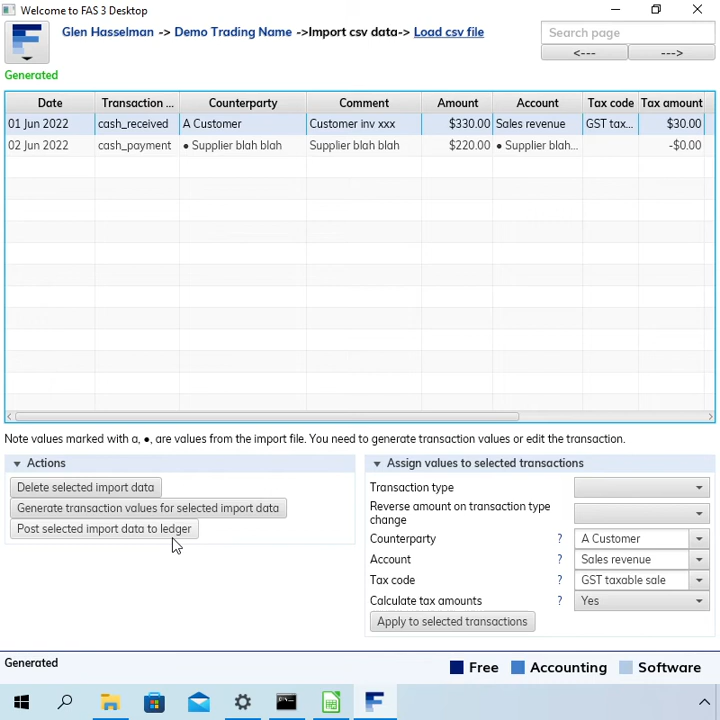 Welcome to FAS 3 Desktop
Glen Hasselman -> Demo Trading Name ->Import csv data-> Load csv file
Search page
<--- --->
Generated
Date Transaction ... Counterparty Comment Amount Account Tax code Tax amount
01 Jun 2022 cash_received A Customer Customer inv xxx $330.00 Sales revenue GST tax... $30.00
02 Jun 2022 cash_payment • Supplier blah blah Supplier blah blah $220.00 • Supplier blah... -$0.00
Note values marked with a, •, are values from the import file. You need to generate transaction values or edit the transaction.
Actions
Delete selected import data
Generate transaction values for selected import data
Post selected import data to ledger
Assign values to selected transactions
Transaction type
Reverse amount on transaction type
change
Counterparty ? A Customer
Account ? Sales revenue
Tax code ? GST taxable sale
Calculate tax amounts ? Yes
Apply to selected transactions
Generated
Free Accounting Software